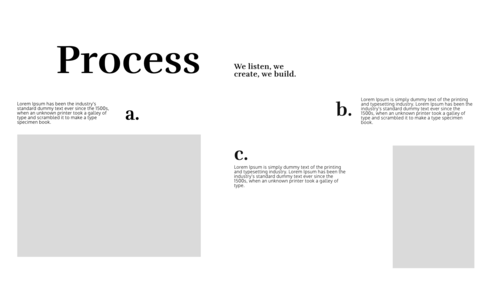 Process
We listen, we
create, we build.
Lorem Ipsum has been the industry's
standard dummy text ever since the 1500s,
when an unknown printer took a galley of
type and scrambled it to make a type
specimen book.
a.
b.
Lorem Ipsum is simply dummy text of the printing
and typesetting industry. Lorem Ipsum has been the
industry's standard dummy text ever since the 1500s,
when an unknown printer took a galley of
type and scrambled it to make a type specimen
book.
c.
Lorem Ipsum is simply dummy text of the printing
and typesetting industry. Lorem Ipsum has been the
industry's standard dummy text ever since the
1500s, when an unknown printer took a galley of
type.